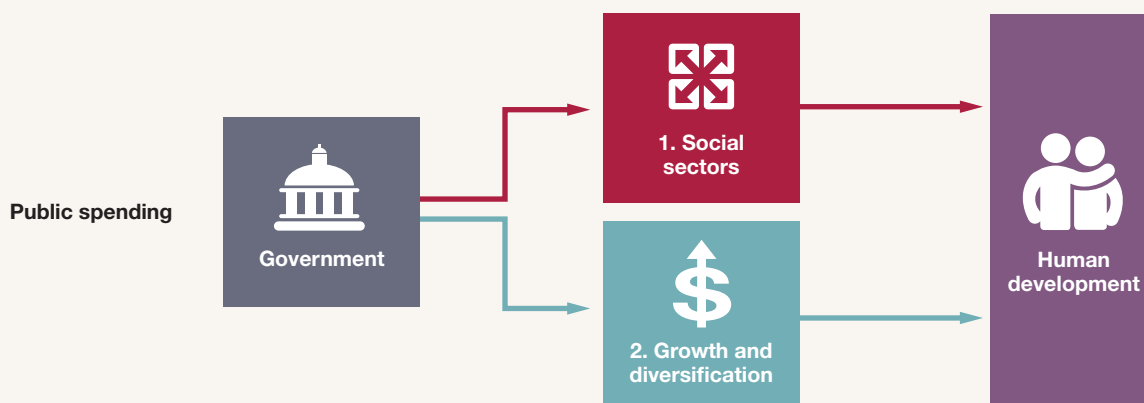 Public spending
Government
1. Social
sectors
2. Growth and
diversification
Human
development